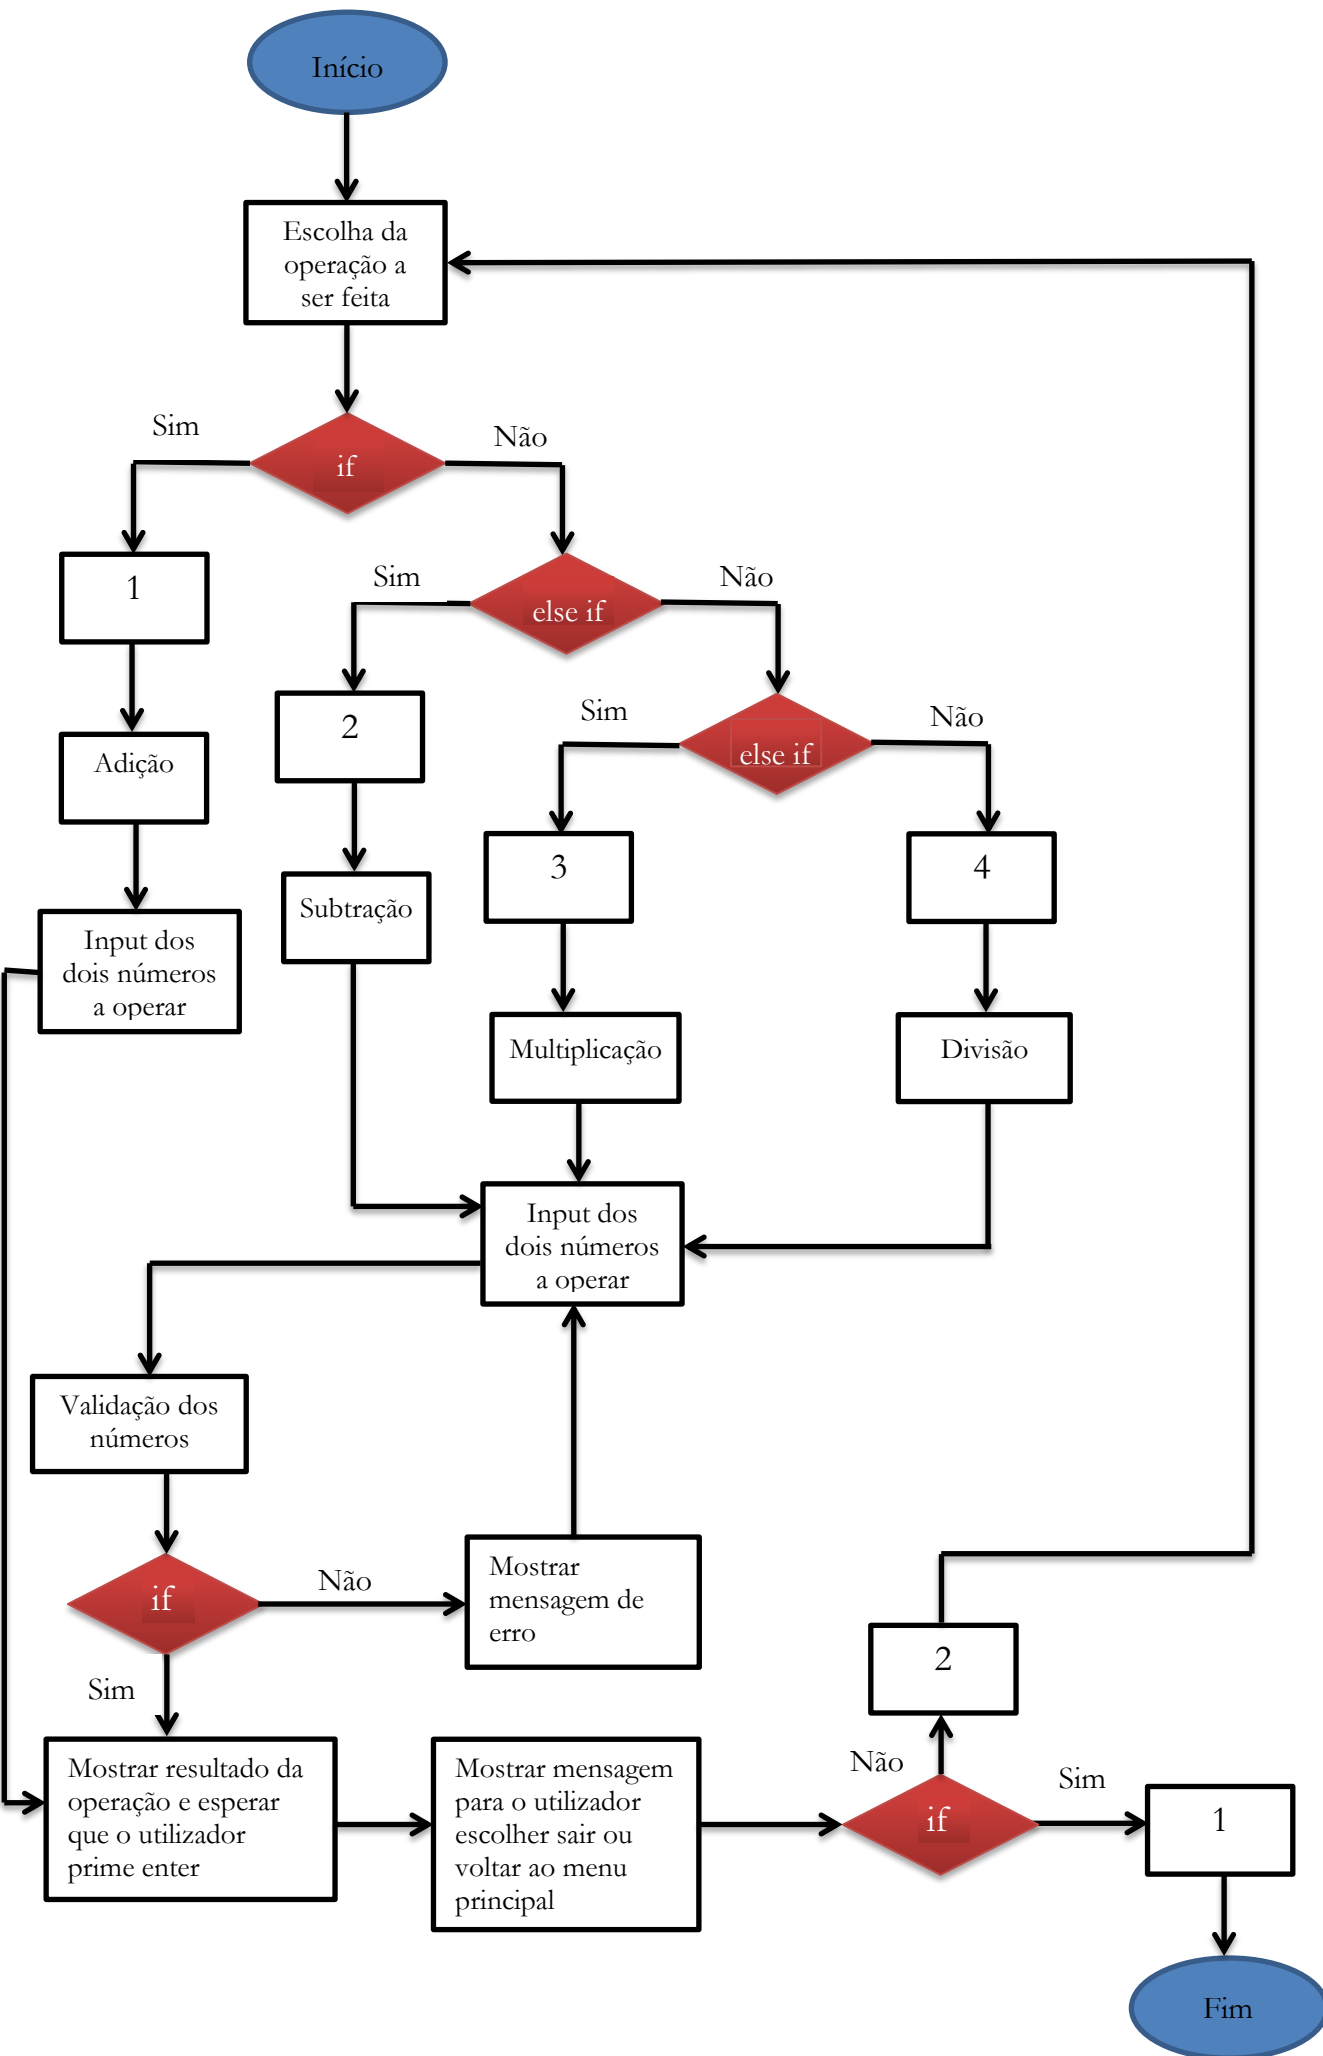 Início
Escolha da
operação a
ser feita
Sim
Não
if
1
Sim
Não
else if
Adição
2
Sim
Não
else if
Input dos
dois números
a operar
Subtração
3
4
Multiplicação
Divisão
Input dos
dois números
a operar
Validação dos
números
if
Não
Mostrar
mensagem de
erro
Sim
2
Mostrar resultado da
operação e esperar
que o utilizador
prime enter
Mostrar mensagem
para o utilizador
escolher sair ou
voltar ao menu
principal
Não
Sim
if
1
Fim